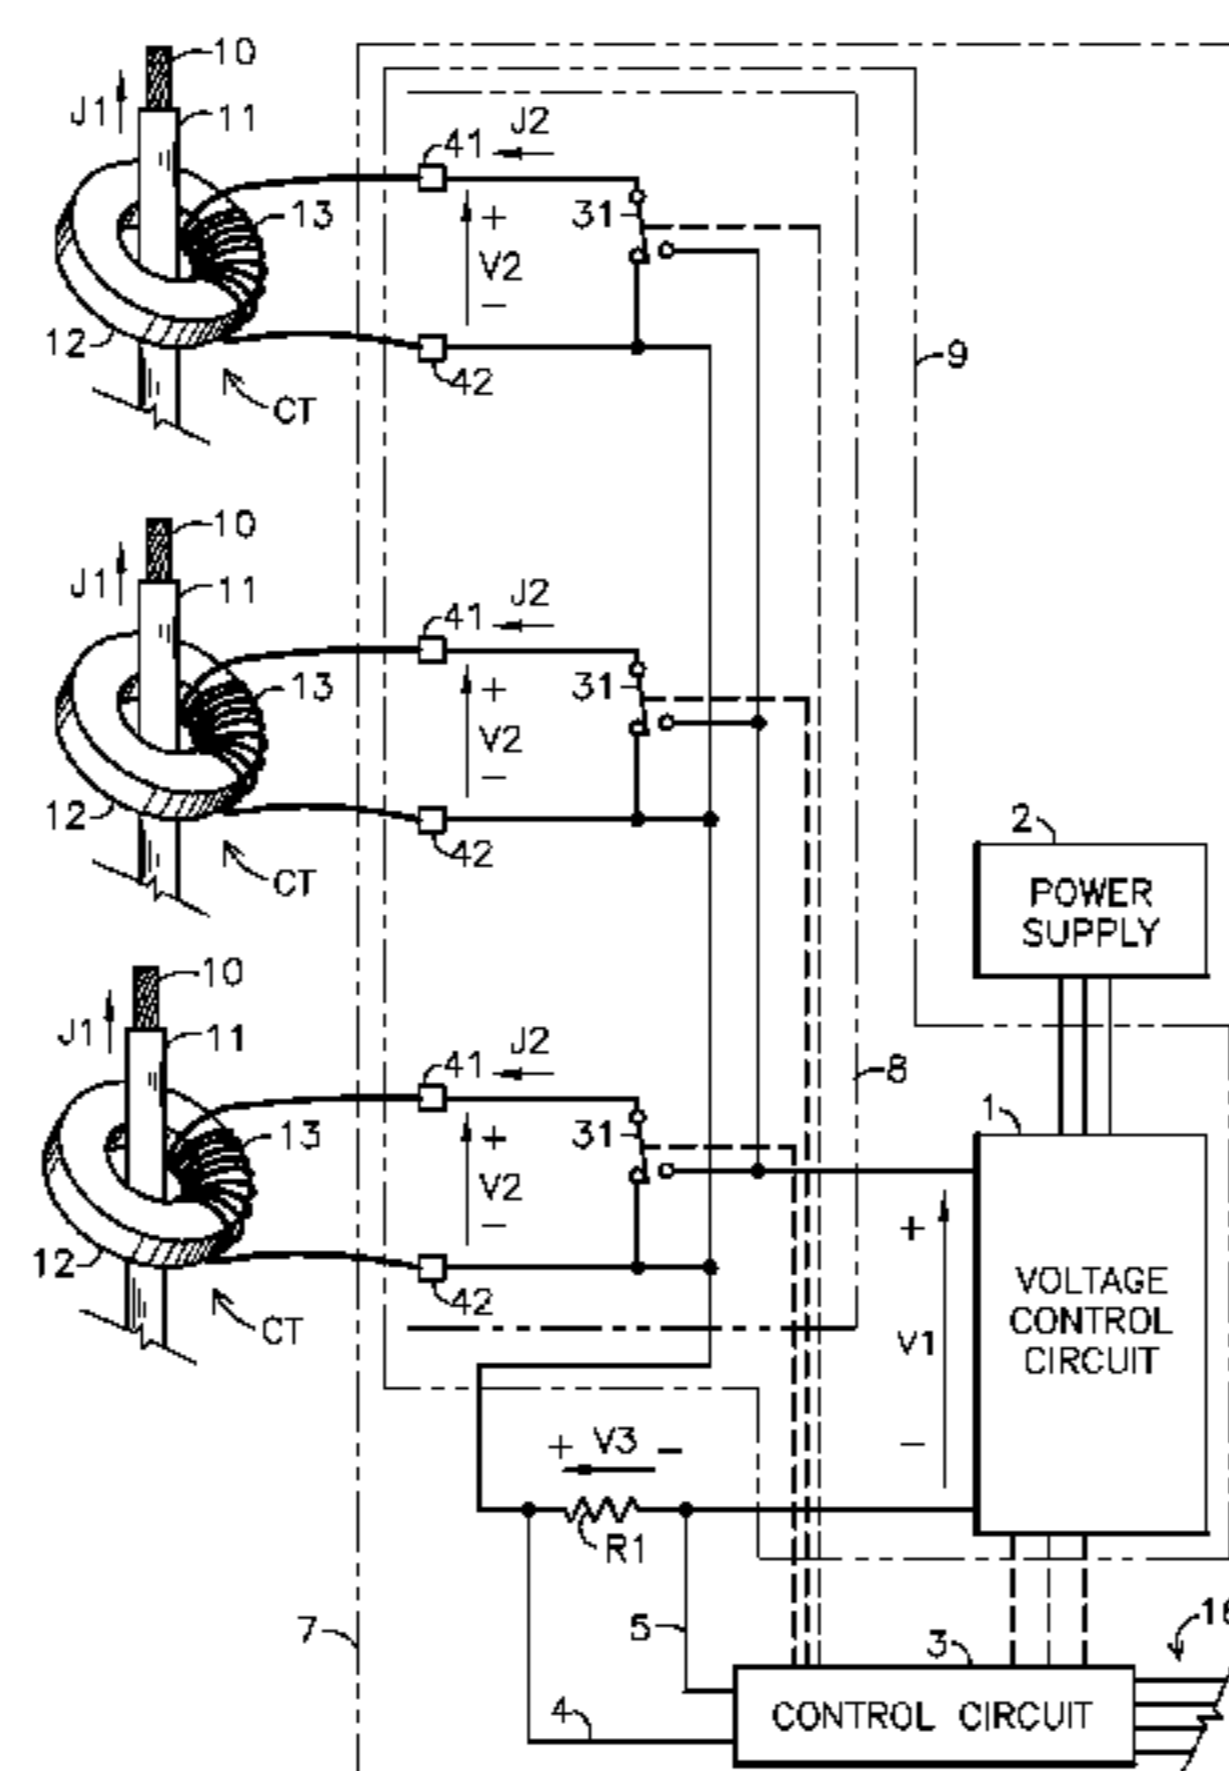 10
J1
11
41
J2
13
31
+
V2
−
12
42
9
CT
10
J1
11
41
J2
13
31
+
V2
−
12
42
CT
2
POWER
SUPPLY
10
J1
11
41
J2
8
1
13
31
+
V2
−
12
42
CT
+
V1
−
VOLTAGE
CONTROL
CIRCUIT
+ V3 −
R1
7
5
3
4
CONTROL CIRCUIT